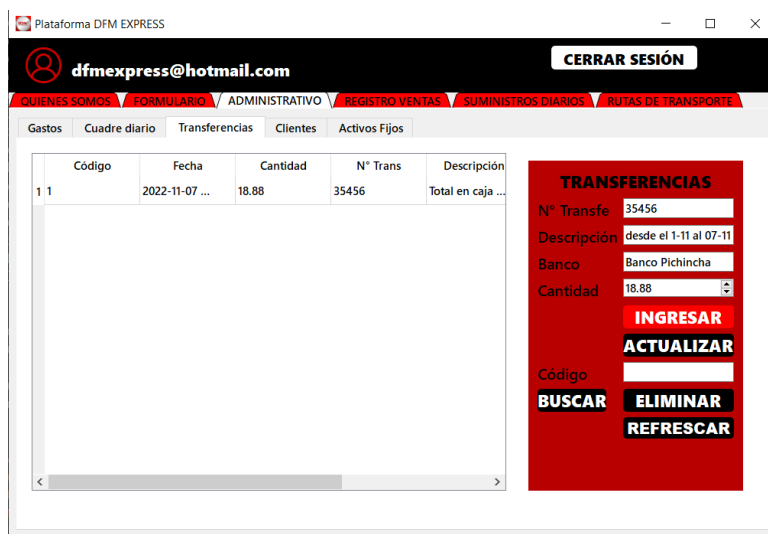 Plataforma DFM EXPRESS
dfmexpress@hotmail.com
CERRAR SESIÓN
QUIENES SOMOS FORMULARIO ADMINISTRATIVO REGISTRO VENTAS SUMINISTROS DIARIOS RUTAS DE TRANSPORTE
Gastos Cuadre diario Transferencias Clientes Activos Fijos
Código Fecha Cantidad N° Trans Descripción
1 1 2022-11-07 ... 18.88 35456 Total en caja ...
TRANSFERENCIAS
N° Transfe 35456
Descripción desde el 1-11 al 07-11
Banco Banco Pichincha
Cantidad 18.88
INGRESAR
ACTUALIZAR
Código
BUSCAR ELIMINAR
REFRESCAR